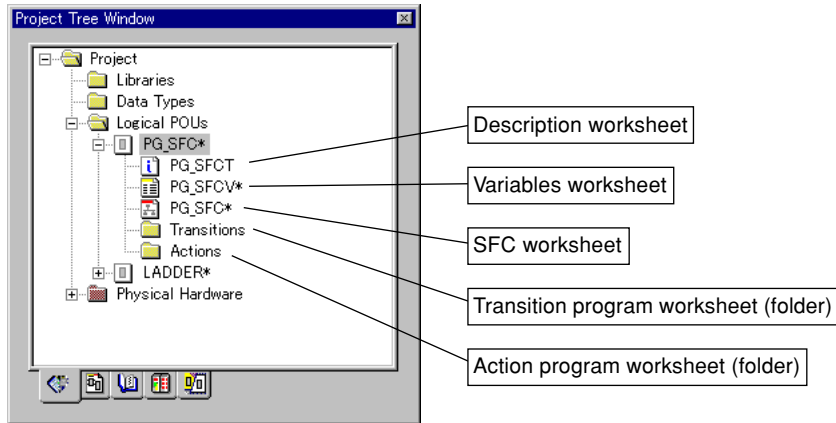 Project Tree Window
Project
Libraries
Data Types
Logical POUs
PG_SFC*
PG_SFCT
PG_SFCV*
PG_SFC*
Transitions
Actions
LADDER*
Physical Hardware
Description worksheet
Variables worksheet
SFC worksheet
Transition program worksheet (folder)
Action program worksheet (folder)